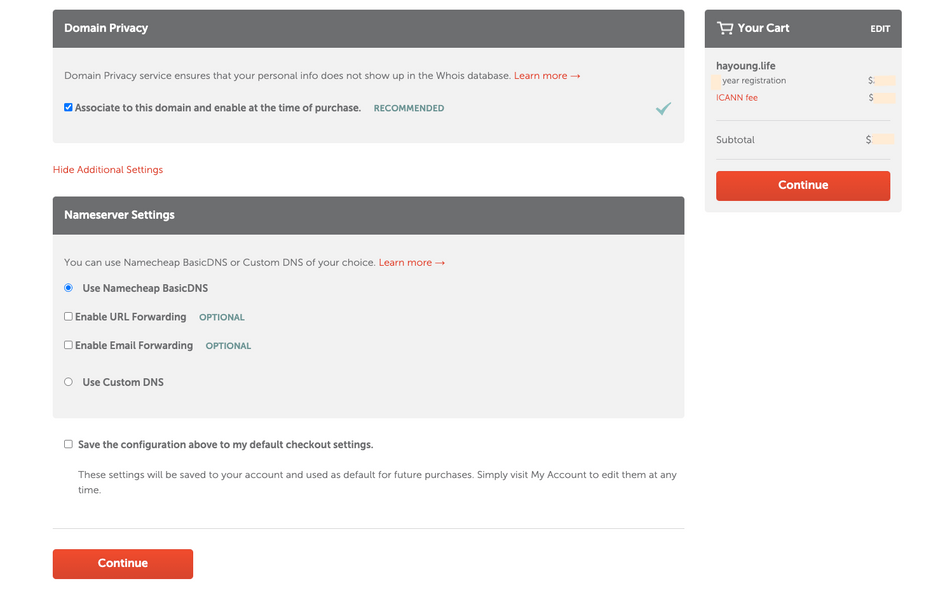 Domain Privacy
Domain Privacy service ensures that your personal info does not show up in the Whois database. Learn more →
Associate to this domain and enable at the time of purchase. RECOMMENDED
Hide Additional Settings
Nameserver Settings
You can use Namecheap BasicDNS or Custom DNS of your choice. Learn more →
Use Namecheap BasicDNS
Enable URL Forwarding OPTIONAL
Enable Email Forwarding OPTIONAL
Use Custom DNS
Save the configuration above to my default checkout settings.
These settings will be saved to your account and used as default for future purchases. Simply visit My Account to edit them at any
time.
Continue
Your Cart EDIT
hayoung.life
year registration $
ICANN fee $
Subtotal $
Continue